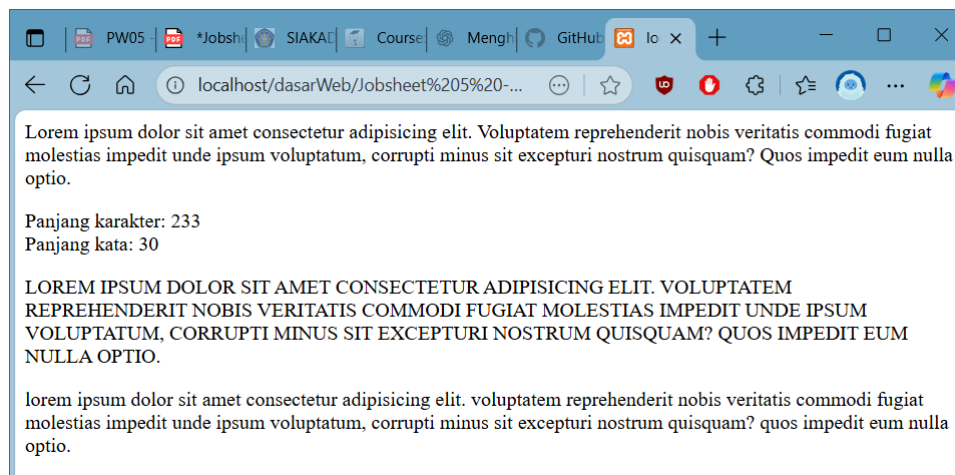 PW05 -
*Jobshe
SIAKAD
Course
Mengh
GitHub
lo
localhost/dasarWeb/Jobsheet%205%20-...
Lorem ipsum dolor sit amet consectetur adipisicing elit. Voluptatem reprehenderit nobis veritatis commodi fugiat
molestias impedit unde ipsum voluptatum, corrupti minus sit excepturi nostrum quisquam? Quos impedit eum nulla
optio.
Panjang karakter: 233
Panjang kata: 30
LOREM IPSUM DOLOR SIT AMET CONSECTETUR ADIPISICING ELIT. VOLUPTATEM
REPREHENDERIT NOBIS VERITATIS COMMODI FUGIAT MOLESTIAS IMPEDIT UNDE IPSUM
VOLUPTATUM, CORRUPTI MINUS SIT EXCEPTURI NOSTRUM QUISQUAM? QUOS IMPEDIT EUM
NULLA OPTIO.
lorem ipsum dolor sit amet consectetur adipisicing elit. voluptatem reprehenderit nobis veritatis commodi fugiat
molestias impedit unde ipsum voluptatum, corrupti minus sit excepturi nostrum quisquam? quos impedit eum nulla
optio.